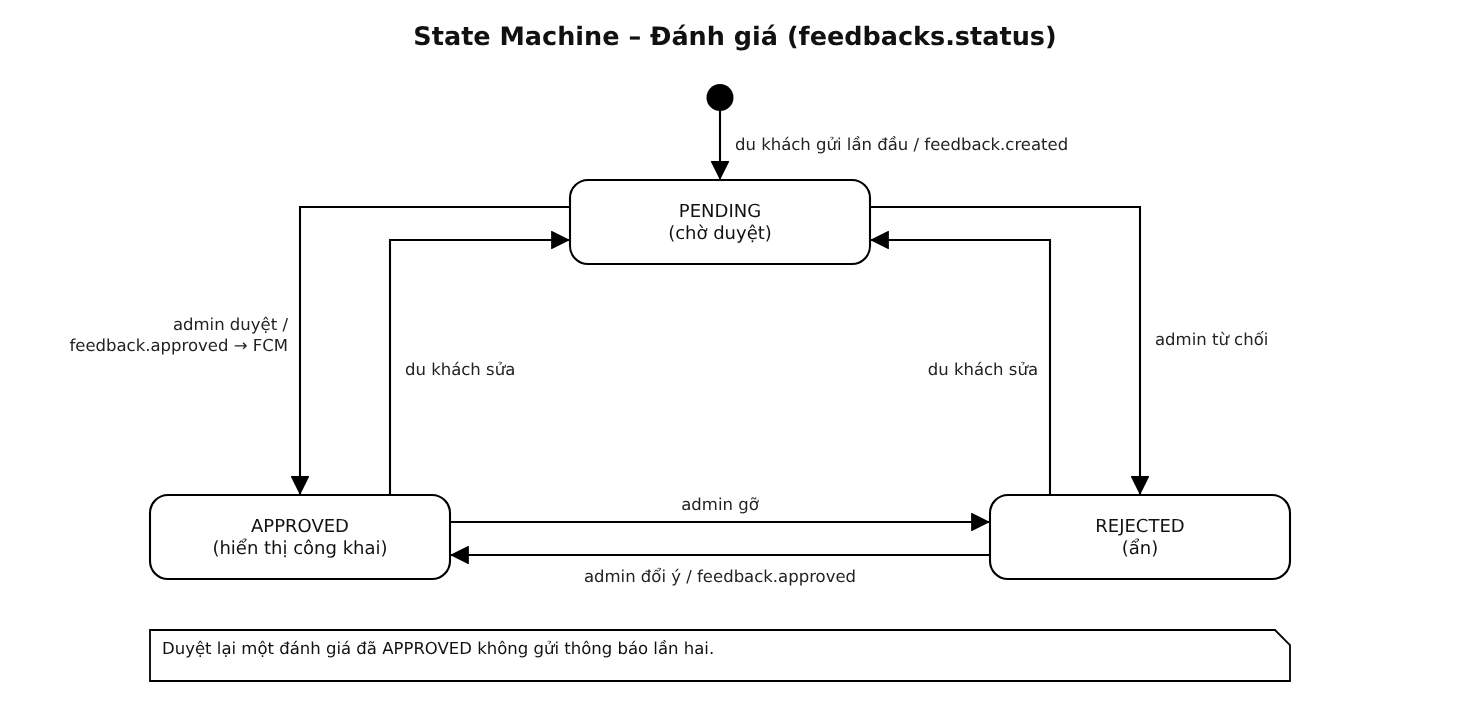 State Machine – Đánh giá (feedbacks.status)
du khách gửi lần đầu / feedback.created
PENDING
(chờ duyệt)
admin duyệt /
feedback.approved → FCM
du khách sửa
du khách sửa
admin từ chối
APPROVED
(hiển thị công khai)
admin gỡ
admin đổi ý / feedback.approved
REJECTED
(ẩn)
Duyệt lại một đánh giá đã APPROVED không gửi thông báo lần hai.